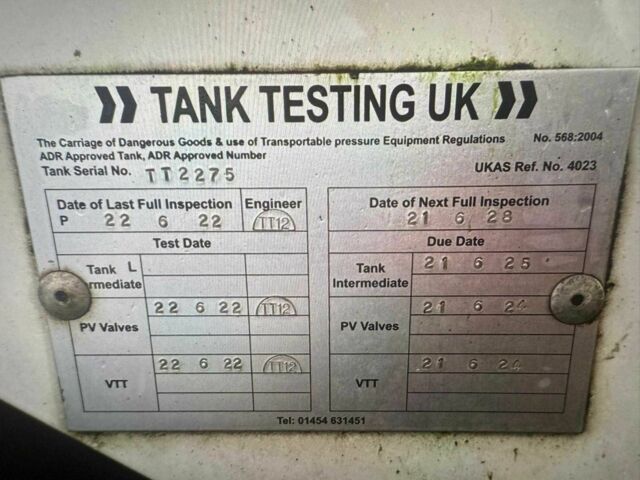 TANK TESTING UK
The Carriage of Dangerous Goods & use of Transportable pressure Equipment Regulations No. 568:2004
ADR Approved Tank, ADR Approved Number
Tank Serial No. TT2275 UKAS Ref. No. 4023
Date of Last Full Inspection Engineer
P 22 6 22 TT12
Date of Next Full Inspection
21 6 28
Test Date
Due Date
Tank L
rmediate
Tank
Intermediate
21 6 25
PV Valves
22 6 22 TT12
PV Valves
21 6 24
VTT
22 6 22 TT12
VTT
21 6 24
Tel: 01454 631451